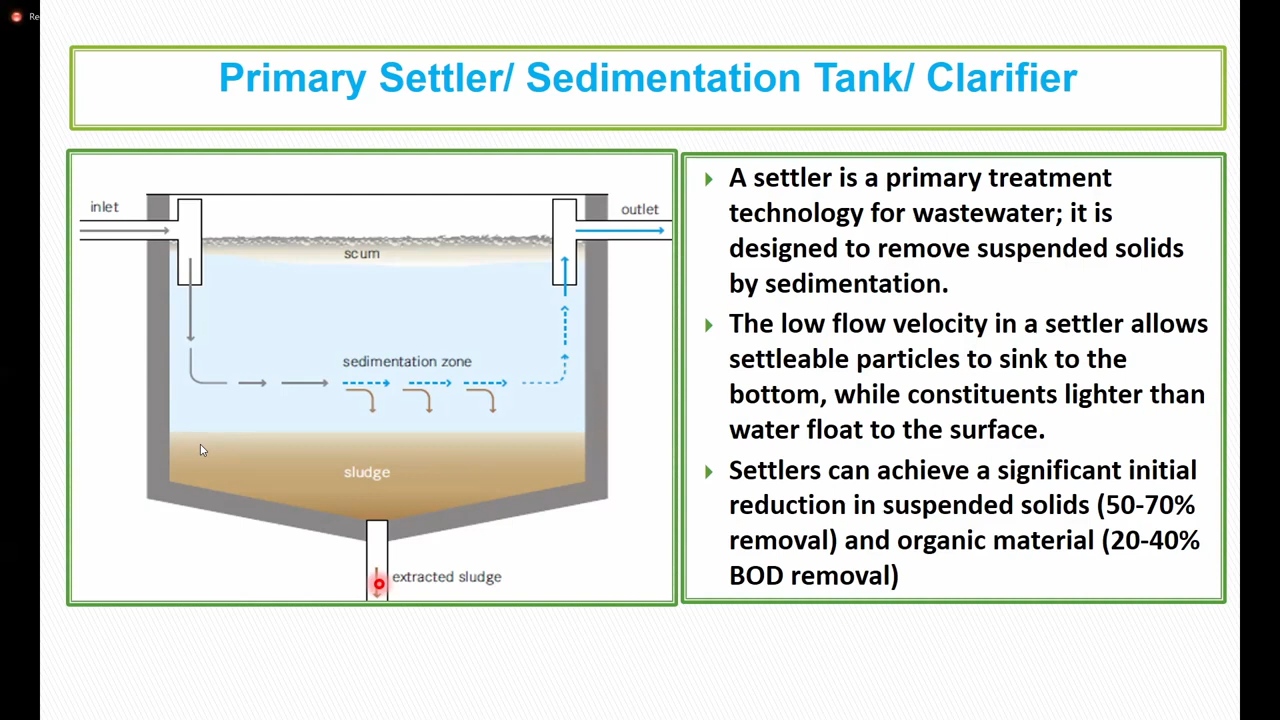 Re
Primary Settler/ Sedimentation Tank/ Clarifier
inlet
outlet
scum
sedimentation zone
sludge
extracted sludge
A settler is a primary treatment
technology for wastewater; it is
designed to remove suspended solids
by sedimentation.
The low flow velocity in a settler allows
settleable particles to sink to the
bottom, while constituents lighter than
water float to the surface.
Settlers can achieve a significant initial
reduction in suspended solids (50-70%
removal) and organic material (20-40%
BOD removal)